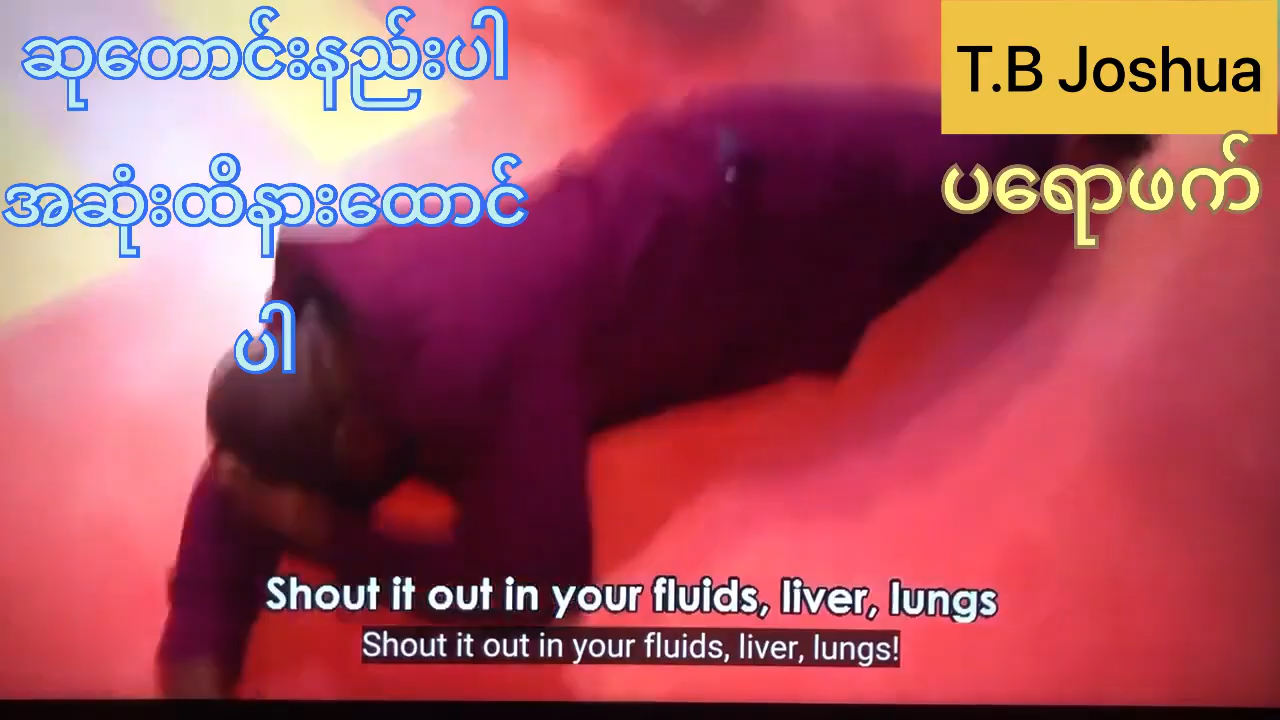 ဆုတောင်းနည်းပါ
အဆုံးထိနားထောင်
ပါ
T.B Joshua
ပရောဖက်
Shout it out in your fluids, liver, lungs
Shout it out in your fluids, liver, lungs!